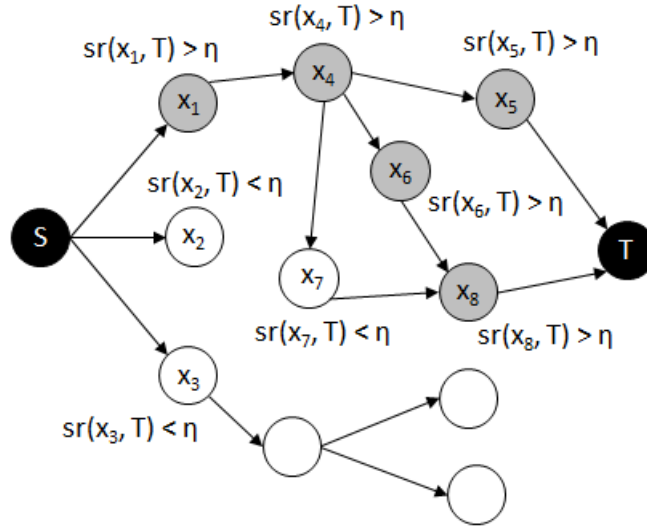 sr(x₄, T) > η
sr(x₁, T) > η
sr(x₅, T) > η
x₄
x₁
x₅
x₆
sr(x₂, T) < η
sr(x₆, T) > η
S
x₂
T
x₇
x₈
sr(x₇, T) < η
sr(x₈, T) > η
x₃
sr(x₃, T) < η